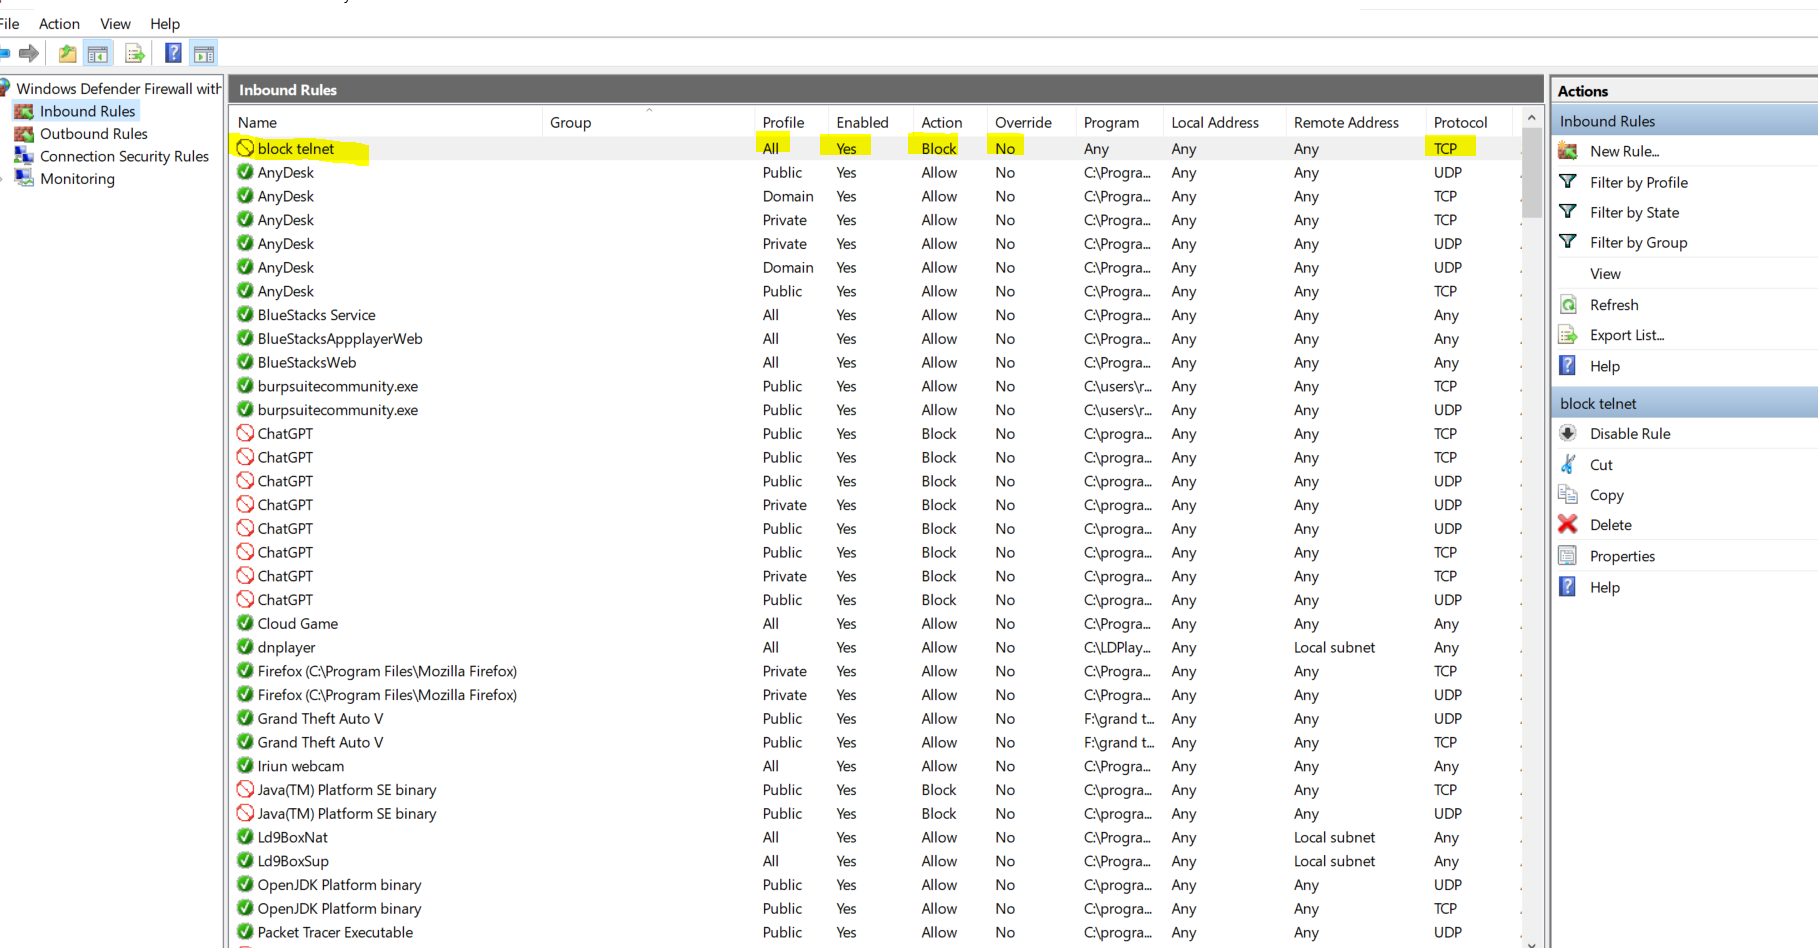 File Action View Help
Windows Defender Firewall with
Inbound Rules
Outbound Rules
Connection Security Rules
Monitoring
Inbound Rules
Name Group Profile Enabled Action Override Program Local Address Remote Address Protocol
block telnet All Yes Block No Any Any Any TCP
AnyDesk Public Yes Allow No C:\Progra... Any Any UDP
AnyDesk Domain Yes Allow No C:\Progra... Any Any TCP
AnyDesk Private Yes Allow No C:\Progra... Any Any TCP
AnyDesk Private Yes Allow No C:\Progra... Any Any UDP
AnyDesk Domain Yes Allow No C:\Progra... Any Any UDP
AnyDesk Public Yes Allow No C:\Progra... Any Any TCP
BlueStacks Service All Yes Allow No C:\Progra... Any Any Any
BlueStacksAppplayerWeb All Yes Allow No C:\Progra... Any Any Any
BlueStacksWeb All Yes Allow No C:\Progra... Any Any Any
burpsuitecommunity.exe Public Yes Allow No C:\users\r... Any Any TCP
burpsuitecommunity.exe Public Yes Allow No C:\users\r... Any Any UDP
ChatGPT Public Yes Block No C:\progra... Any Any TCP
ChatGPT Public Yes Block No C:\progra... Any Any TCP
ChatGPT Public Yes Block No C:\progra... Any Any UDP
ChatGPT Private Yes Block No C:\progra... Any Any UDP
ChatGPT Public Yes Block No C:\progra... Any Any UDP
ChatGPT Public Yes Block No C:\progra... Any Any TCP
ChatGPT Private Yes Block No C:\progra... Any Any TCP
ChatGPT Public Yes Block No C:\progra... Any Any UDP
Cloud Game All Yes Allow No C:\Progra... Any Any Any
dnplayer All Yes Allow No C:\LDPlay... Any Local subnet Any
Firefox (C:\Program Files\Mozilla Firefox) Private Yes Allow No C:\Progra... Any Any TCP
Firefox (C:\Program Files\Mozilla Firefox) Private Yes Allow No C:\Progra... Any Any UDP
Grand Theft Auto V Public Yes Allow No F:\grand t... Any Any UDP
Grand Theft Auto V Public Yes Allow No F:\grand t... Any Any TCP
Iriun webcam All Yes Allow No C:\Progra... Any Any Any
Java(TM) Platform SE binary Public Yes Block No C:\progra... Any Any TCP
Java(TM) Platform SE binary Public Yes Block No C:\progra... Any Any UDP
Ld9BoxNat All Yes Allow No C:\Progra... Any Local subnet Any
Ld9BoxSup All Yes Allow No C:\Progra... Any Local subnet Any
OpenJDK Platform binary Public Yes Allow No C:\progra... Any Any UDP
OpenJDK Platform binary Public Yes Allow No C:\progra... Any Any TCP
Packet Tracer Executable Public Yes Allow No C:\progra... Any Any UDP
Actions
Inbound Rules
New Rule...
Filter by Profile
Filter by State
Filter by Group
View
Refresh
Export List...
Help
block telnet
Disable Rule
Cut
Copy
Delete
Properties
Help